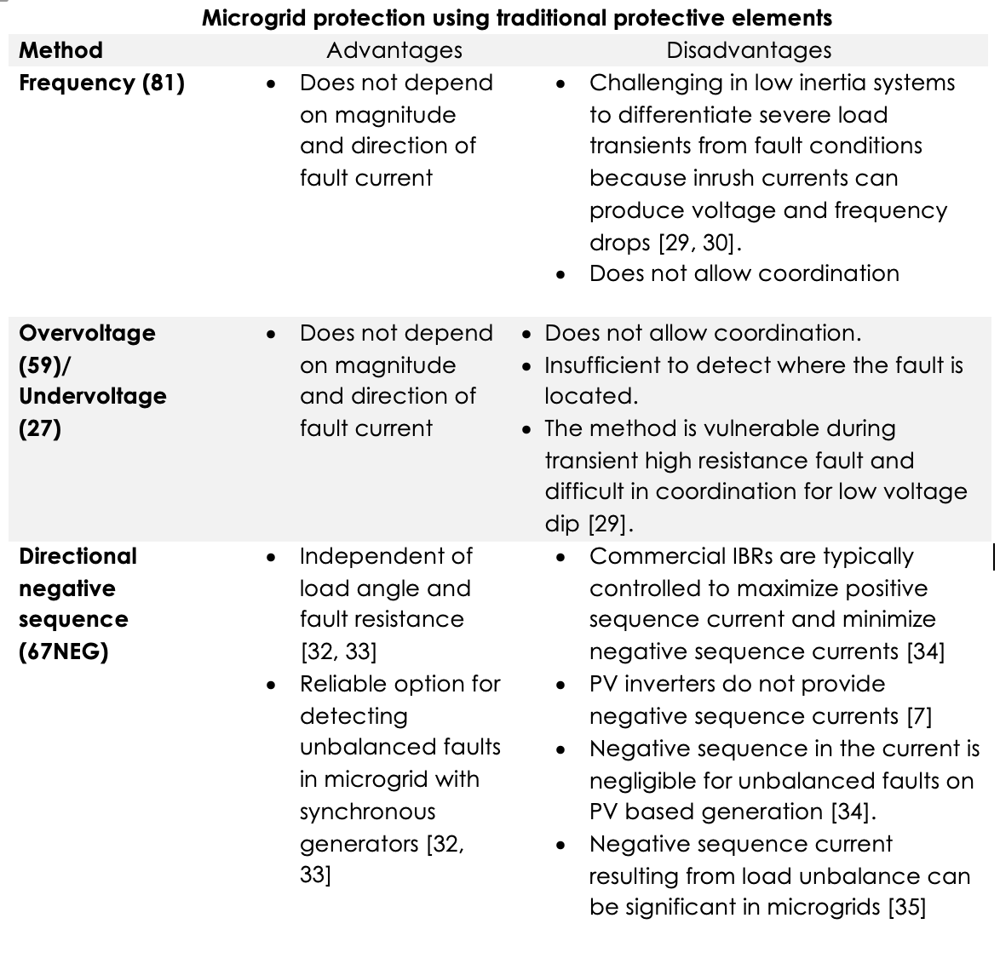 Microgrid protection using traditional protective elements
Method Advantages Disadvantages
Frequency (81)
• Does not depend
on magnitude
and direction of
fault current
• Challenging in low inertia systems
to differentiate severe load
transients from fault conditions
because inrush currents can
produce voltage and frequency
drops [29, 30].
• Does not allow coordination
Overvoltage
(59)/
Undervoltage
(27)
• Does not depend
on magnitude
and direction of
fault current
• Does not allow coordination.
• Insufficient to detect where the fault is
located.
• The method is vulnerable during
transient high resistance fault and
difficult in coordination for low voltage
dip [29].
Directional
negative
sequence
(67NEG)
• Independent of
load angle and
fault resistance
[32, 33]
• Reliable option for
detecting
unbalanced faults
in microgrid with
synchronous
generators [32,
33]
• Commercial IBRs are typically
controlled to maximize positive
sequence current and minimize
negative sequence currents [34]
• PV inverters do not provide
negative sequence currents [7]
• Negative sequence in the current is
negligible for unbalanced faults on
PV based generation [34].
• Negative sequence current
resulting from load unbalance can
be significant in microgrids [35]